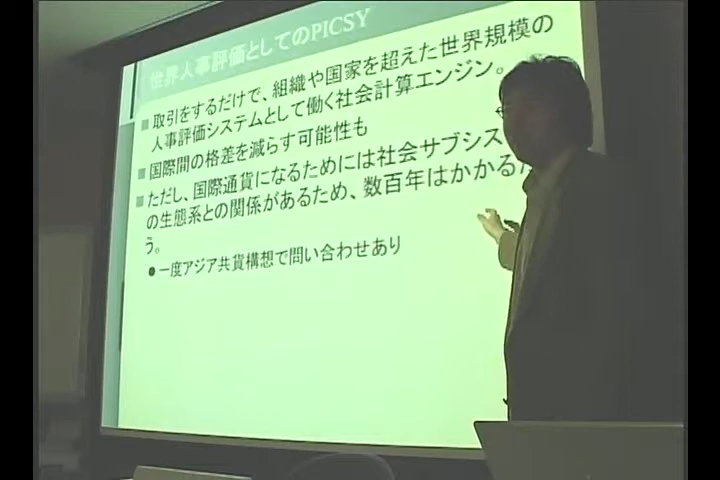 世界人事評価としてのPICSY
■ 取引をするだけで、組織や国家を超えた世界規模の
人事評価システムとして働く社会計算エンジン。
■ 国際間の格差を減らす可能性も
■ ただし、国際通貨になるためには社会サブシス
の生態系との関係があるため、数百年はかかるだ
う。
● 一度アジア共貨構想で問い合わせあり